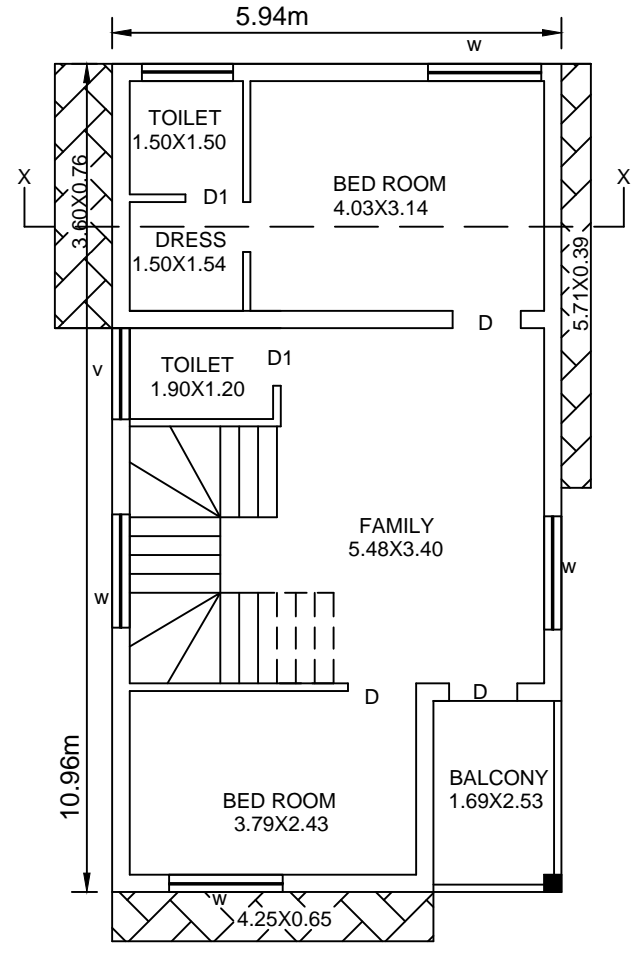 5.94m
w
TOILET
1.50X1.50
BED ROOM
4.03X3.14
X
X
3.60X0.76
D1
DRESS
1.50X1.54
5.71X0.39
D
TOILET
1.90X1.20
D1
v
FAMILY
5.48X3.40
w
w
D
D
10.96m
BED ROOM
3.79X2.43
BALCONY
1.69X2.53
w
4.25X0.65